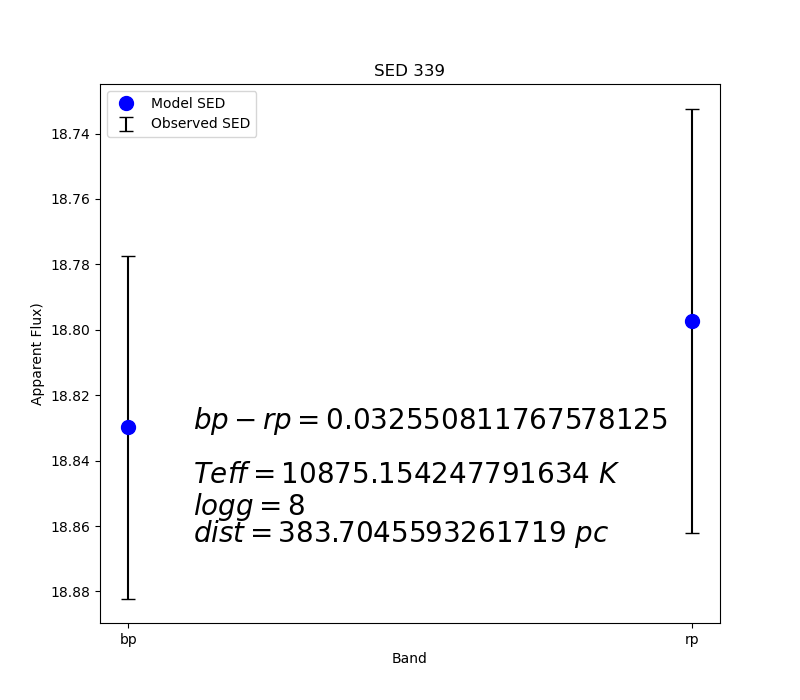 SED 339
Model SED
Observed SED
18.74
18.76
18.78
18.80
18.82
18.84
18.86
18.88
Apparent Flux)
bp − rp = 0.032550811767578125
Teff = 10875.154247791634 K
logg = 8
dist = 383.7045593261719 pc
bp rp
Band